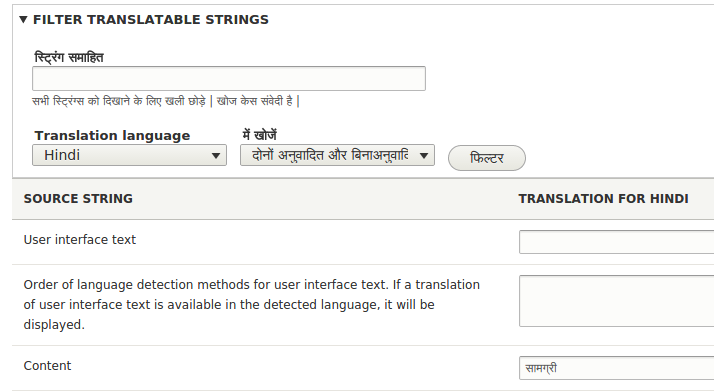 FILTER TRANSLATABLE STRINGS
स्ट्रिंग समाहित
सभी स्ट्रिंग्स को दिखाने के लिए खली छोड़े | खोज केस संवेदी है |
Translation language में खोजें
Hindi दोनों अनुवादित और बिनाअनुवादि फिल्टर
SOURCE STRING TRANSLATION FOR HINDI
User interface text
Order of language detection methods for user interface text. If a translation
of user interface text is available in the detected language, it will be
displayed.
Content सामग्री